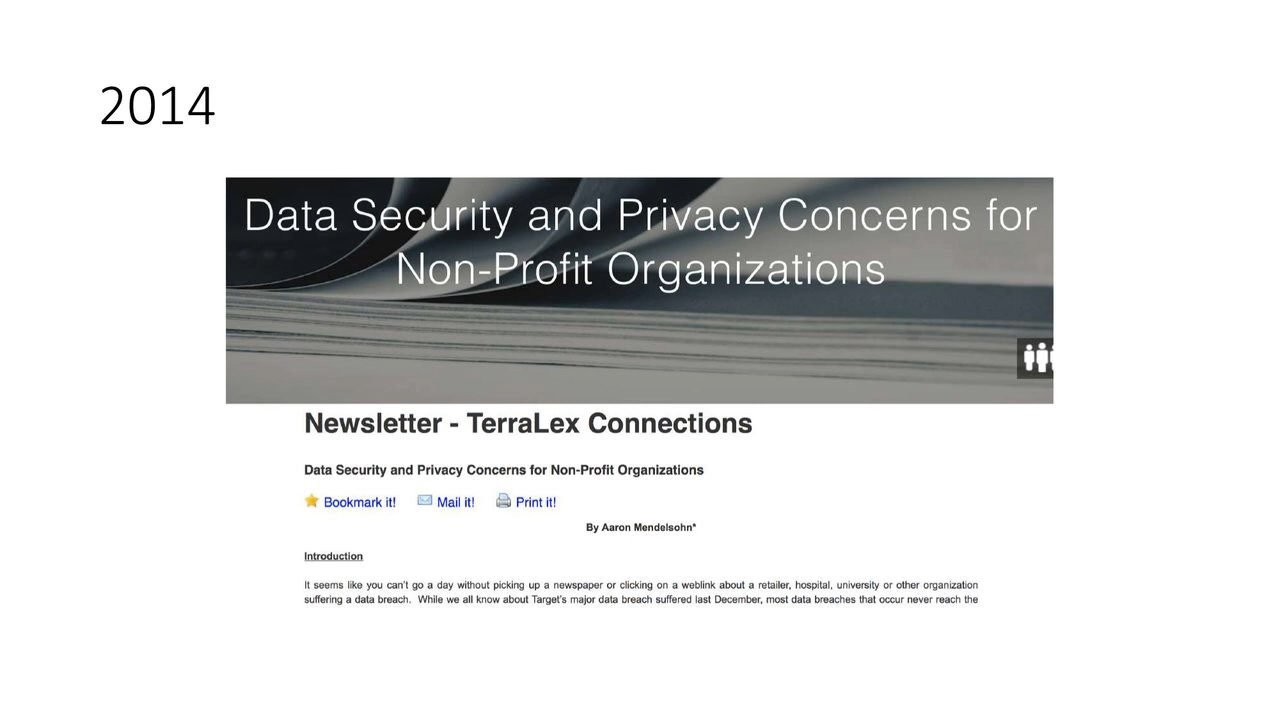 2014
Data Security and Privacy Concerns for
Non-Profit Organizations
Newsletter - TerraLex Connections
Data Security and Privacy Concerns for Non-Profit Organizations
Bookmark it! Mail it! Print it!
By Aaron Mendelsohn*
Introduction
It seems like you can't go a day without picking up a newspaper or clicking on a weblink about a retailer, hospital, university or other organization
suffering a data breach. While we all know about Target's major data breach suffered last December, most data breaches that occur never reach the